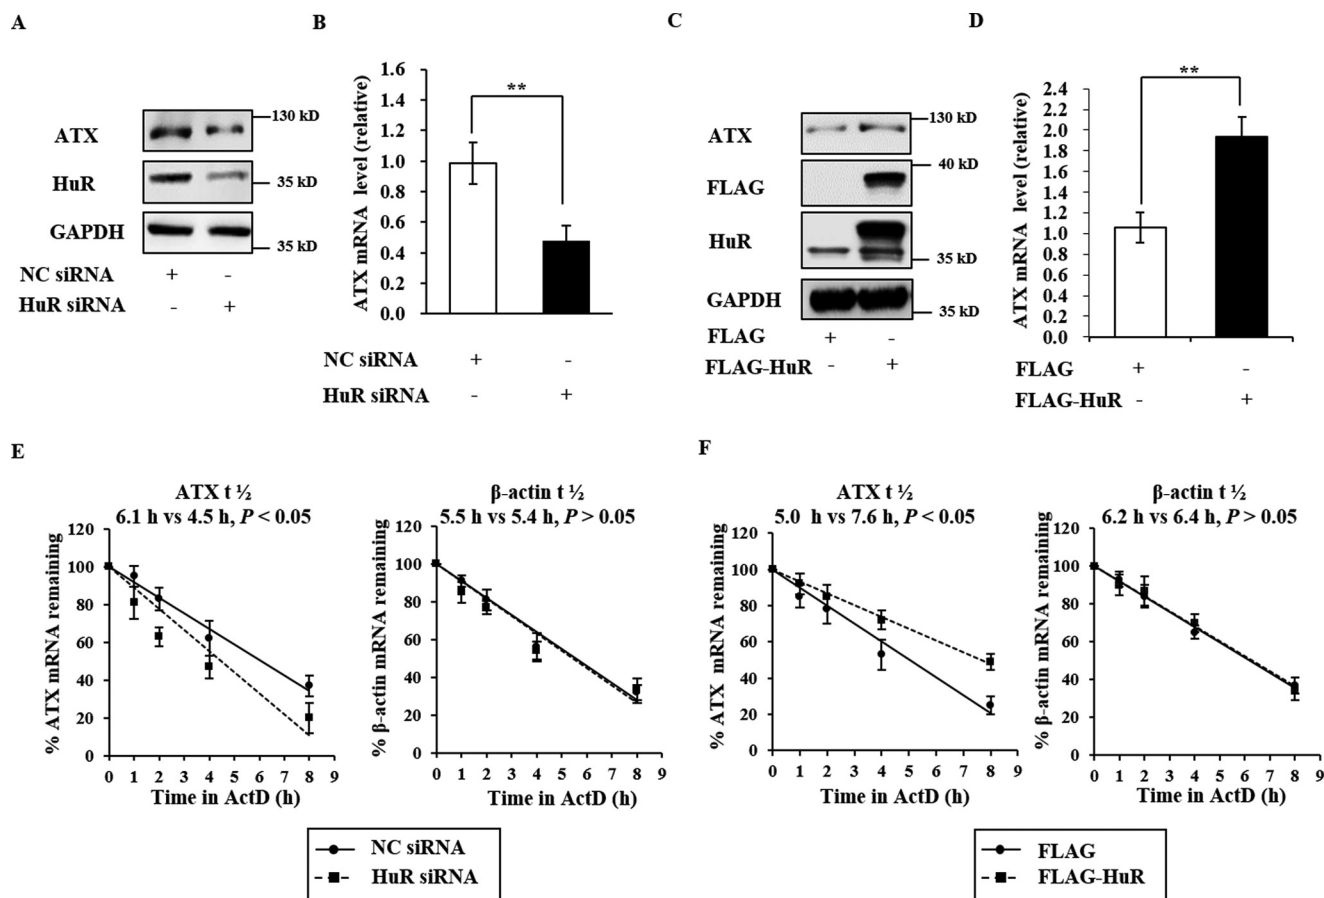 A
B
C
D
ATX
HuR
GAPDH
130 kD
35 kD
35 kD
NC siRNA + -
HuR siRNA - +
ATX mRNA level (relative)
1.6
1.4
1.2
1.0
0.8
0.6
0.4
0.2
0.0
**
NC siRNA + -
HuR siRNA - +
ATX
FLAG
HuR
GAPDH
130 kD
40 kD
35 kD
35 kD
FLAG + -
FLAG-HuR - +
ATX mRNA level (relative)
2.4
2.2
2.0
1.8
1.6
1.4
1.2
1.0
0.8
0.6
0.4
0.2
0.0
**
FLAG + -
FLAG-HuR - +
E
ATX t ½
6.1 h vs 4.5 h, P < 0.05
% ATX mRNA remaining
120
100
80
60
40
20
0
0 1 2 3 4 5 6 7 8 9
Time in ActD (h)
β-actin t ½
5.5 h vs 5.4 h, P > 0.05
% β-actin mRNA remaining
120
100
80
60
40
20
0
0 1 2 3 4 5 6 7 8 9
Time in ActD (h)
NC siRNA
HuR siRNA
F
ATX t ½
5.0 h vs 7.6 h, P < 0.05
% ATX mRNA remaining
120
100
80
60
40
20
0
0 1 2 3 4 5 6 7 8 9
Time in ActD (h)
β-actin t ½
6.2 h vs 6.4 h, P > 0.05
% β-actin mRNA remaining
120
100
80
60
40
20
0
0 1 2 3 4 5 6 7 8 9
Time in ActD (h)
FLAG
FLAG-HuR